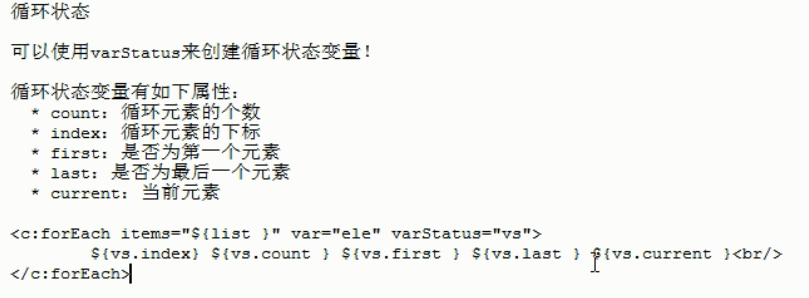 循环状态
可以使用varStatus来创建循环状态变量！
循环状态变量有如下属性：
* count：循环元素的个数
* index：循环元素的下标
* first：是否为第一个元素
* last：是否为最后一个元素
* current：当前元素
<c:forEach items="${list }" var="ele" varStatus="vs">
${vs.index} ${vs.count } ${vs.first } ${vs.last } ${vs.current }<br/>
</c:forEach>